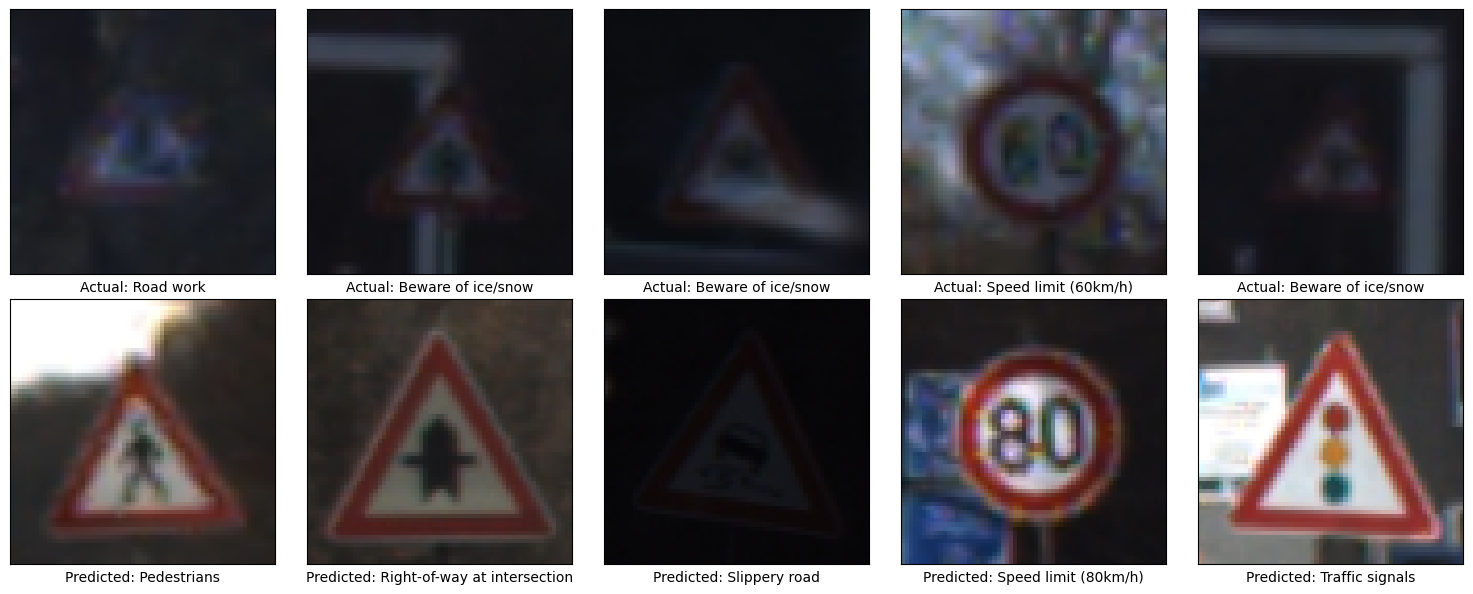 60
Actual: Road work
Actual: Beware of ice/snow
Actual: Beware of ice/snow
Actual: Speed limit (60km/h)
Actual: Beware of ice/snow
80
Predicted: Pedestrians
Predicted: Right-of-way at intersection
Predicted: Slippery road
Predicted: Speed limit (80km/h)
Predicted: Traffic signals